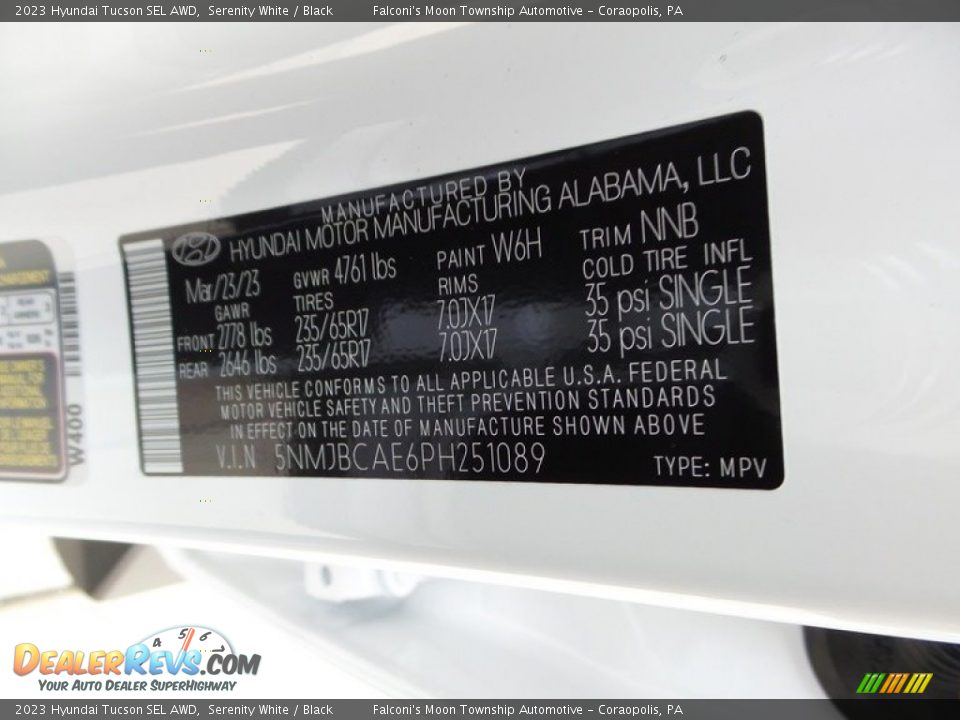 2023 Hyundai Tucson SEL AWD, Serenity White / Black Falconi's Moon Township Automotive - Coraopolis, PA
MANUFACTURED BY
HYUNDAI MOTOR MANUFACTURING ALABAMA, LLC
Mar/23/23 GVWR 4761 lbs PAINT W6H TRIM NNB
GAWR TIRES RIMS COLD TIRE INFL
FRONT 2778 lbs 235/65R17 7.0JX17 35 psi SINGLE
REAR 2646 lbs 235/65R17 7.0JX17 35 psi SINGLE
THIS VEHICLE CONFORMS TO ALL APPLICABLE U.S.A. FEDERAL
MOTOR VEHICLE SAFETY AND THEFT PREVENTION STANDARDS
IN EFFECT ON THE DATE OF MANUFACTURE SHOWN ABOVE
V.I.N 5NMJBCAE6PH251089 TYPE: MPV
W400
4 5 6
DEALERREVS.COM
YOUR AUTO DEALER SUPERHIGHWAY
2023 Hyundai Tucson SEL AWD, Serenity White / Black Falconi's Moon Township Automotive - Coraopolis, PA